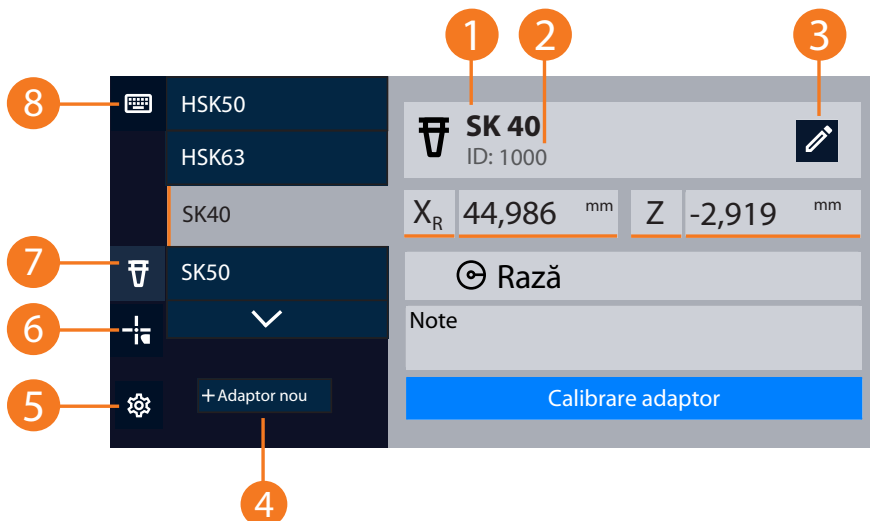 1
2
3
8
HSK50
HSK63
SK40
SK50
+Adaptor nou
7
6
5
4
SK 40
ID: 1000
XR 44,986 mm Z -2,919 mm
Rază
Note
Calibrare adaptor